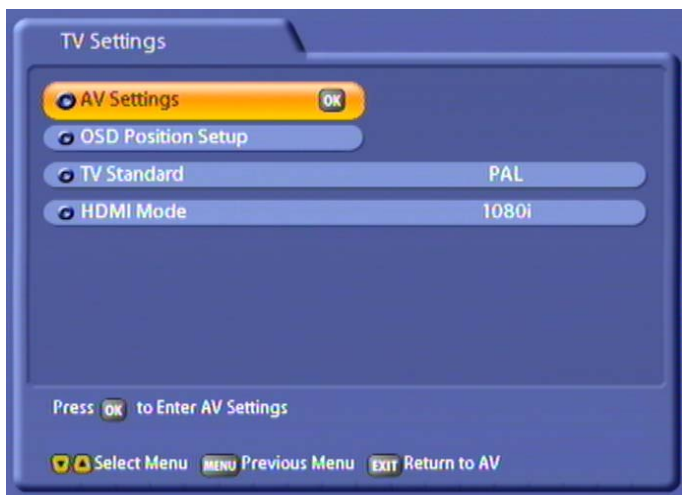 TV Settings
AV Settings OK
OSD Position Setup
TV Standard PAL
HDMI Mode 1080i
Press OK to Enter AV Settings
Select Menu MENU Previous Menu EXIT Return to AV